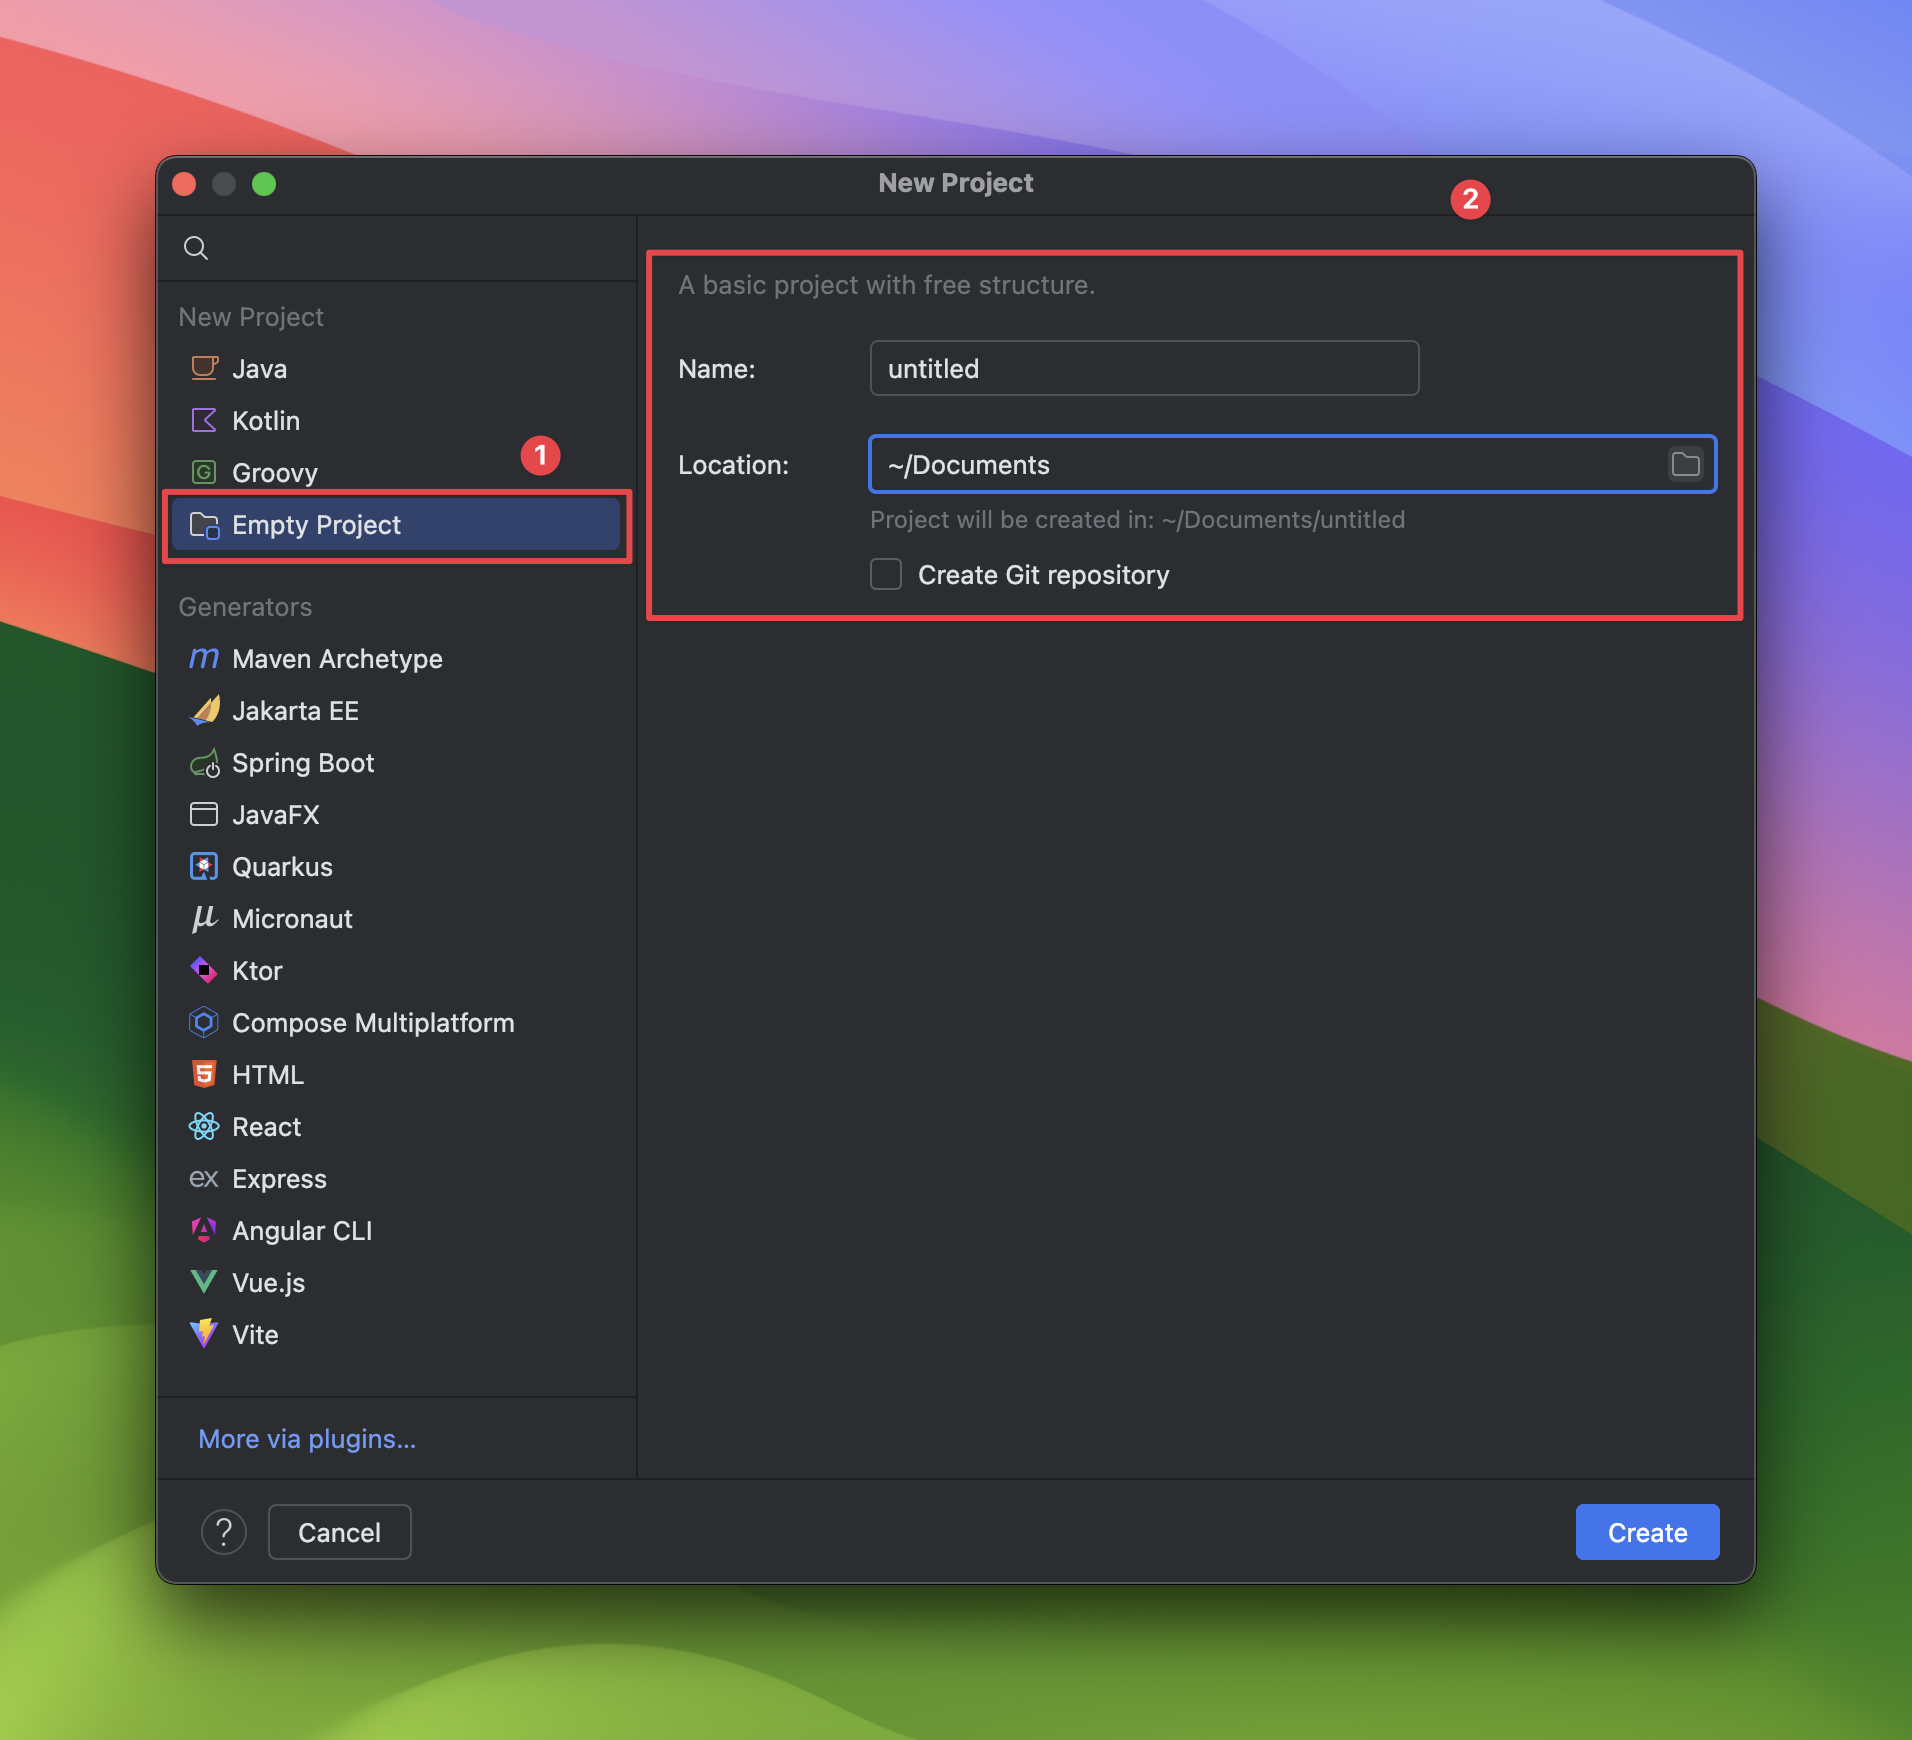 New Project
2
New Project
Java
Kotlin
1
G Groovy
Empty Project
Generators
m Maven Archetype
Jakarta EE
Spring Boot
JavaFX
Quarkus
μ Micronaut
Ktor
Compose Multiplatform
5 HTML
React
ex Express
Angular CLI
Vue.js
Vite
More via plugins...
A basic project with free structure.
Name: untitled
Location: ~/Documents
Project will be created in: ~/Documents/untitled
Create Git repository
? Cancel Create